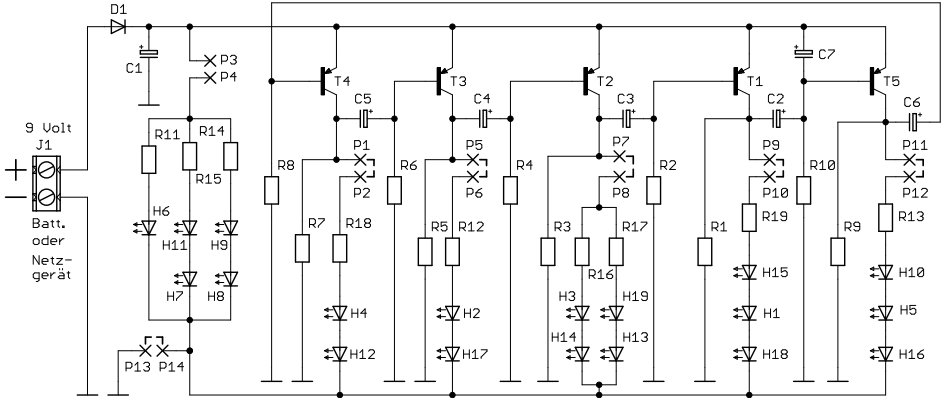 D1
P3
P4
C1
C7
T4
T3
T2
T1
T5
C5
C4
C3
C2
C6
9 Volt
J1
+
−
Batt.
oder
Netz-
gerät
R11
R14
R15
H6
H11
H9
H7
H8
P13
P14
R8
P1
P2
R7
R18
H4
H12
R6
P5
P6
R5
R12
H2
H17
R4
P7
P8
R3
R17
R16
H3
H19
H14
H13
R2
P9
P10
R1
R19
H15
H1
H18
R10
P11
P12
R9
R13
H10
H5
H16